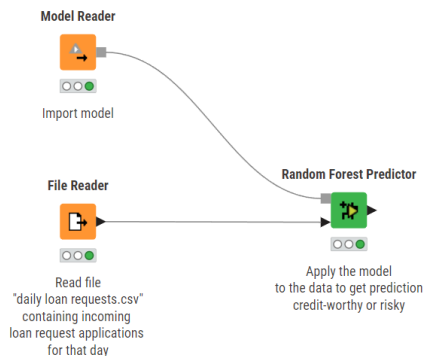 Model Reader
Import model
Random Forest Predictor
File Reader
Apply the model
to the data to get prediction
credit-worthy or risky
Read file
"daily loan requests.csv"
containing incoming
loan request applications
for that day